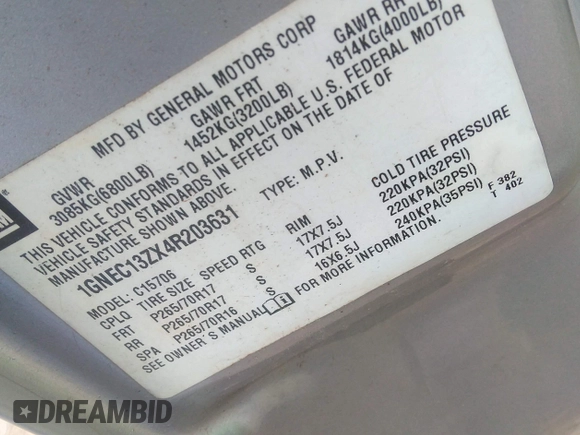 MFD BY GENERAL MOTORS CORP
GVWR GAWR FRT GAWR RR
3085KG(6800LB) 1452KG(3200LB) 1814KG(4000LB)
THIS VEHICLE CONFORMS TO ALL APPLICABLE U.S. FEDERAL MOTOR
VEHICLE SAFETY STANDARDS IN EFFECT ON THE DATE OF
MANUFACTURE SHOWN ABOVE.
1GNEC13ZX4R203631 TYPE: M.P.V.
MODEL: C15706
CPLQ TIRE SIZE SPEED RTG RIM COLD TIRE PRESSURE
FRT P265/70R17 S 17X7.5J 220KPA(32PSI)
RR P265/70R17 S 17X7.5J 220KPA(32PSI)
SPA P265/70R16 S 16X6.5J 240KPA(35PSI)
SEE OWNER'S MANUAL FOR MORE INFORMATION.
F 382
T 402
DREAMBID